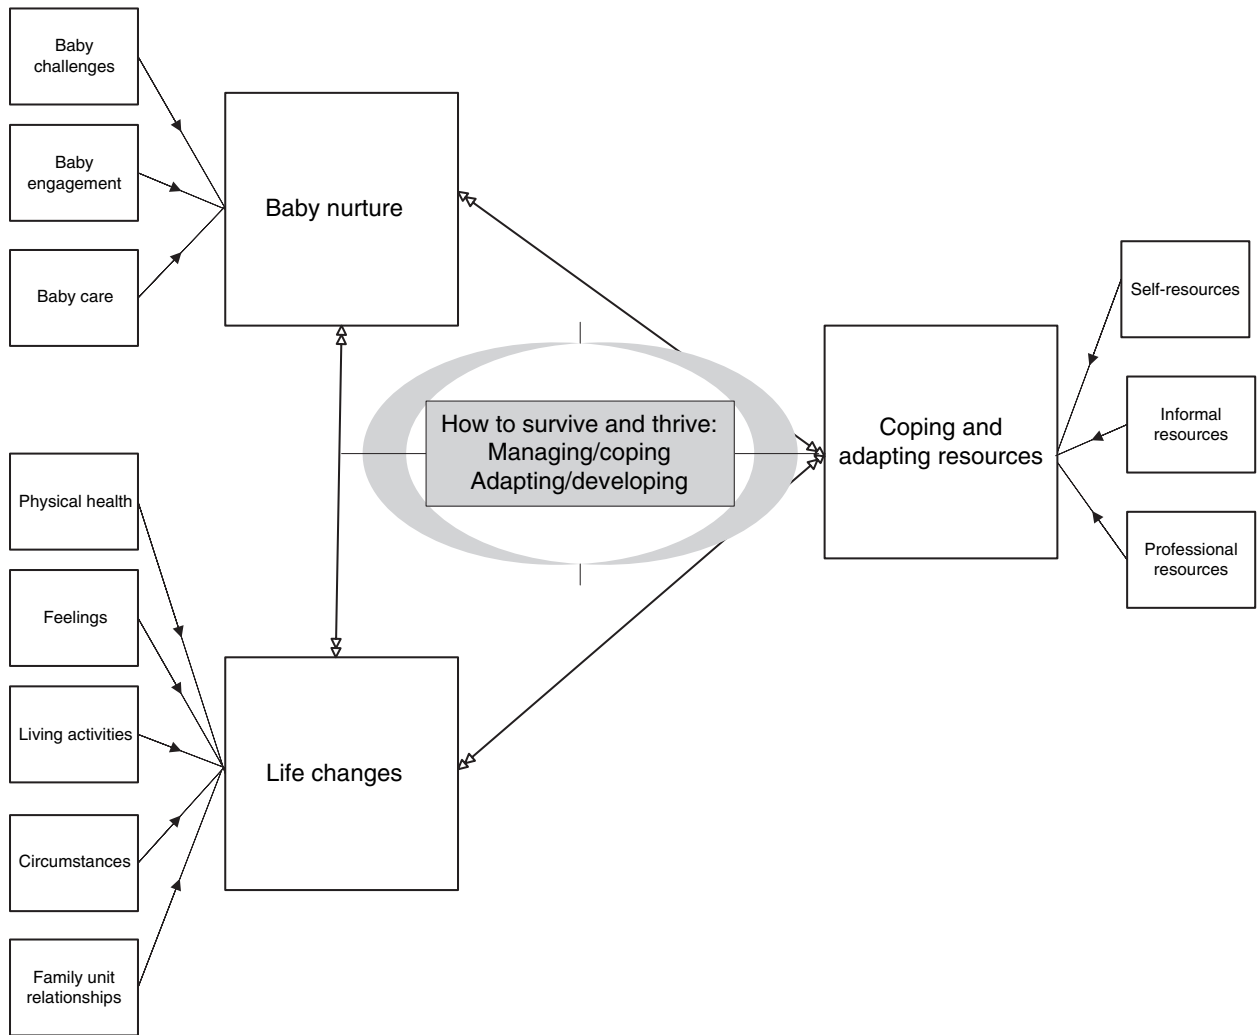 Baby
challenges
Baby
engagement
Baby care
Baby nurture
Physical health
Feelings
Living activities
Circumstances
Family unit
relationships
Life changes
How to survive and thrive:
Managing/coping
Adapting/developing
Coping and
adapting resources
Self-resources
Informal
resources
Professional
resources